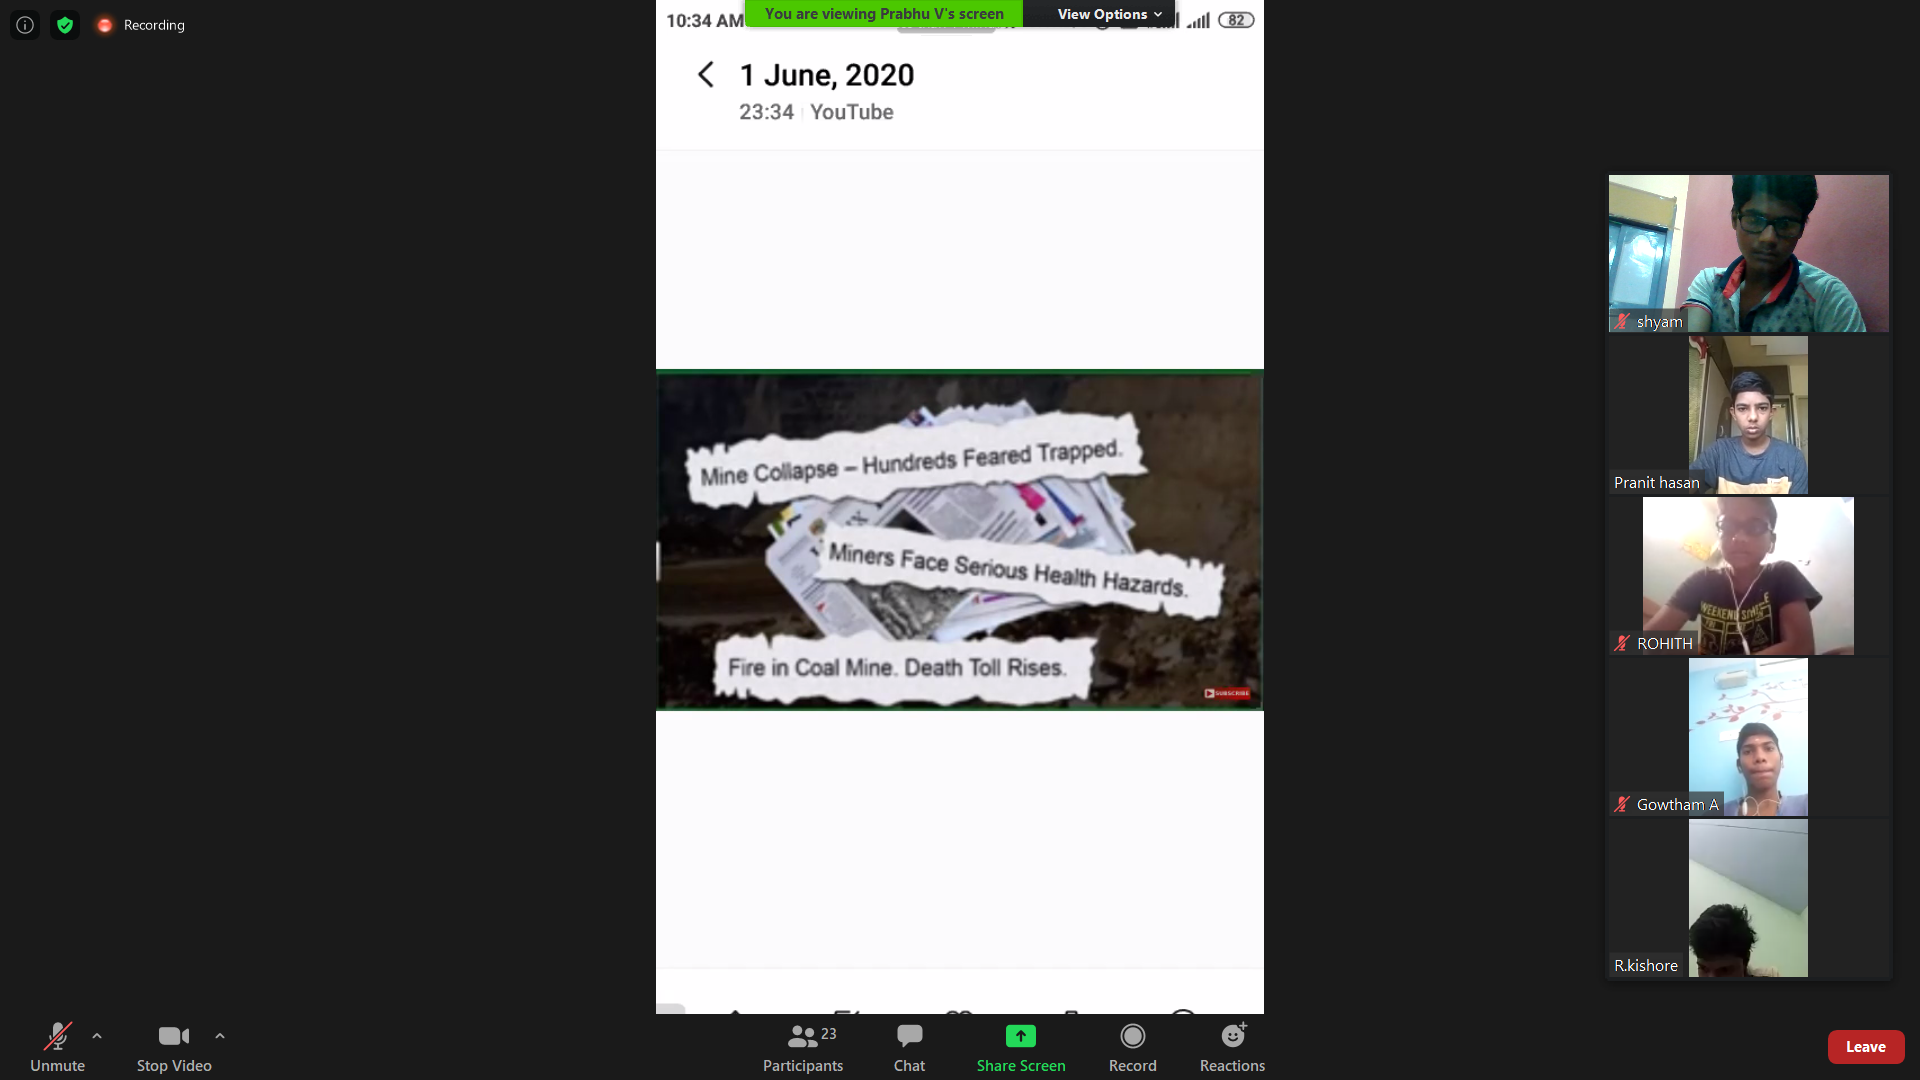 Recording
10:34 AM
You are viewing Prabhu V's screen
View Options
82
1 June, 2020
23:34 YouTube
Mine Collapse – Hundreds Feared Trapped.
Miners Face Serious Health Hazards.
Fire in Coal Mine. Death Toll Rises.
SUBSCRIBE
shyam
Pranit hasan
WEEKEND
ROHITH
Gowtham A
R.kishore
Unmute
Stop Video
Participants
23
Chat
Share Screen
Record
Reactions
Leave